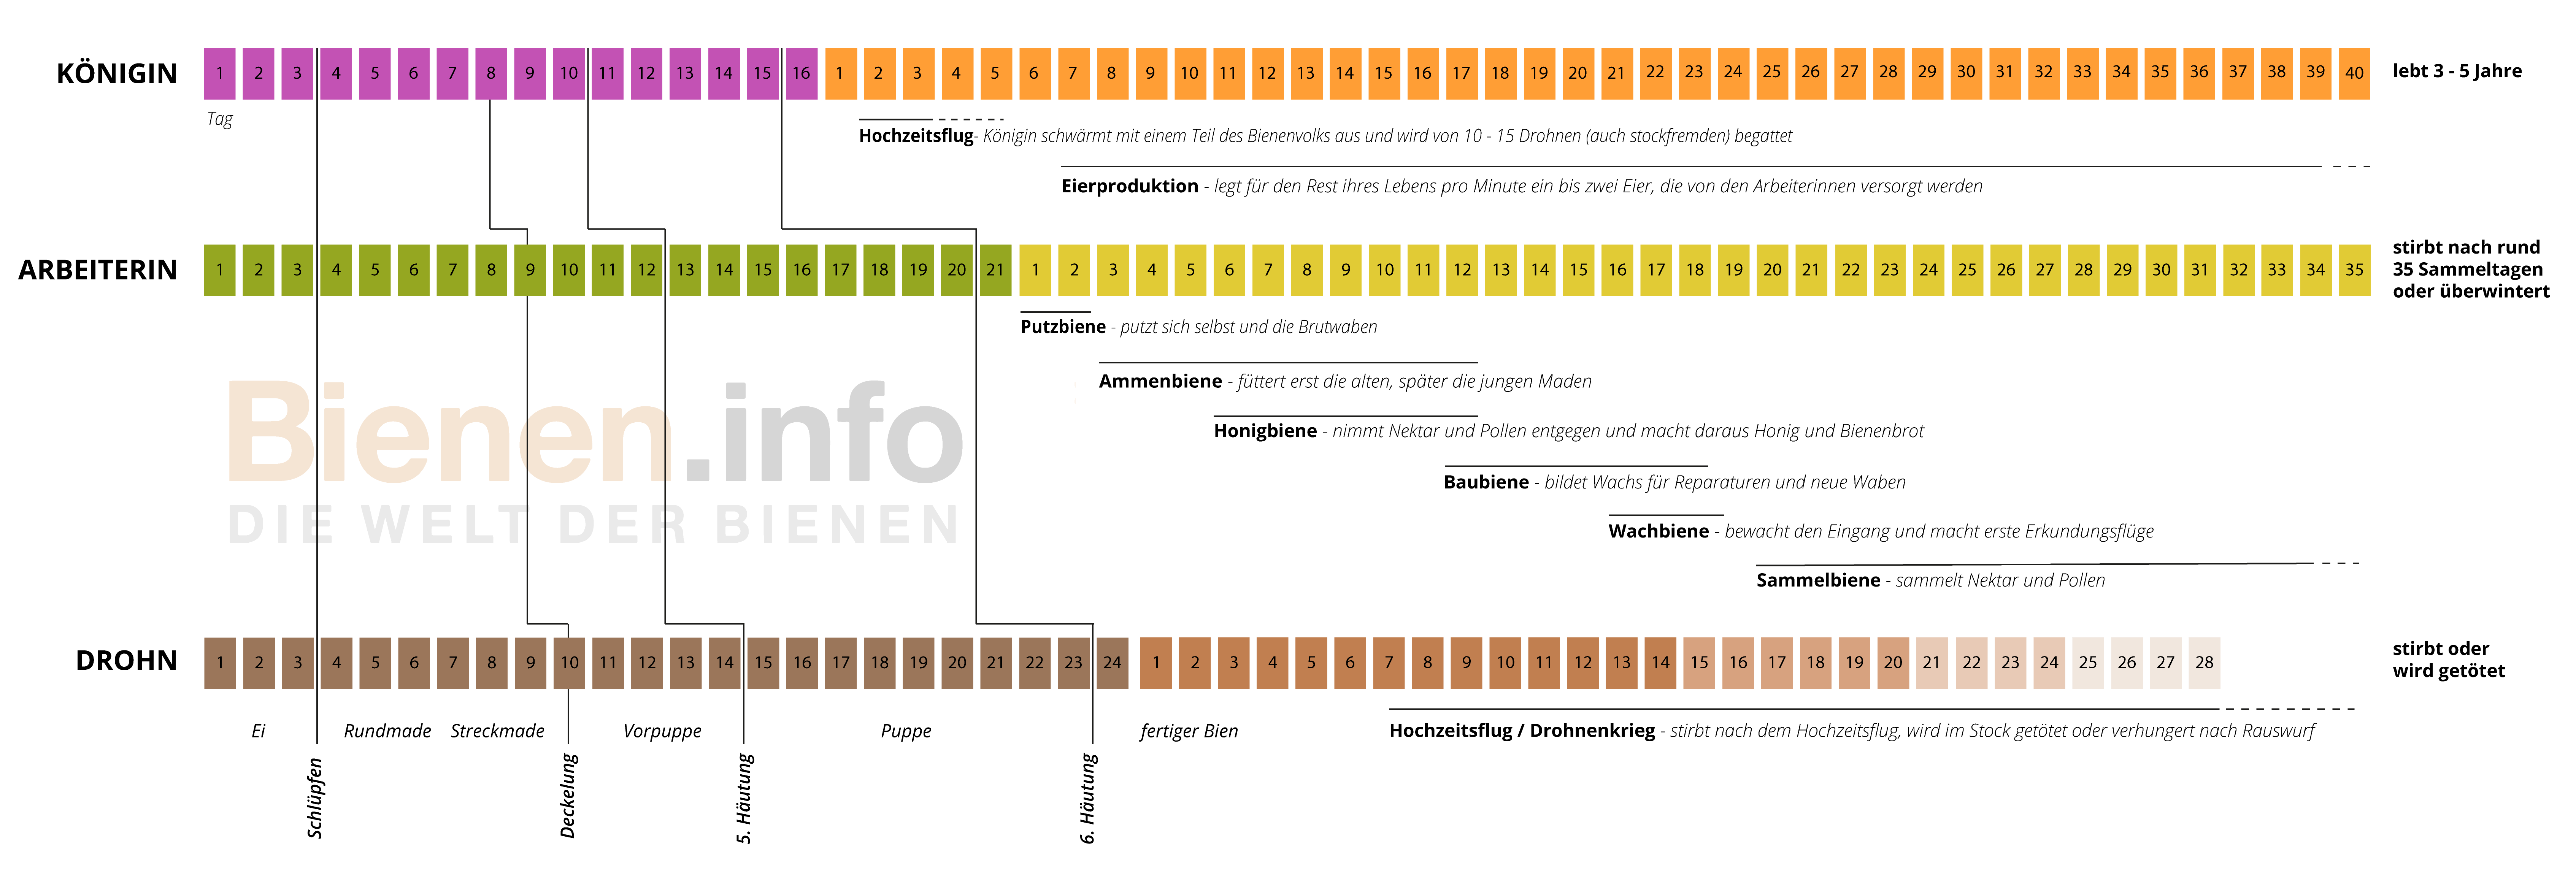 KÖNIGIN 1 2 3 4 5 6 7 8 9 10 11 12 13 14 15 16 1 2 3 4 5 6 7 8 9 10 11 12 13 14 15 16 17 18 19 20 21 22 23 24 25 26 27 28 29 30 31 32 33 34 35 36 37 38 39 40 lebt 3 - 5 Jahre
Tag
Hochzeitsflug- Königin schwärmt mit einem Teil des Bienenvolks aus und wird von 10 - 15 Drohnen (auch stockfremden) begattet
Eierproduktion - legt für den Rest ihres Lebens pro Minute ein bis zwei Eier, die von den Arbeiterinnen versorgt werden
ARBEITERIN 1 2 3 4 5 6 7 8 9 10 11 12 13 14 15 16 17 18 19 20 21 1 2 3 4 5 6 7 8 9 10 11 12 13 14 15 16 17 18 19 20 21 22 23 24 25 26 27 28 29 30 31 32 33 34 35
stirbt nach rund
35 Sammeltagen
oder überwintert
Putzbiene - putzt sich selbst und die Brutwaben
Ammenbiene - füttert erst die alten, später die jungen Maden
Honigbiene - nimmt Nektar und Pollen entgegen und macht daraus Honig und Bienenbrot
Baubiene - bildet Wachs für Reparaturen und neue Waben
Wachbiene - bewacht den Eingang und macht erste Erkundungsflüge
Sammelbiene - sammelt Nektar und Pollen
Bienen.info
DIE WELT DER BIENEN
DROHN 1 2 3 4 5 6 7 8 9 10 11 12 13 14 15 16 17 18 19 20 21 22 23 24 1 2 3 4 5 6 7 8 9 10 11 12 13 14 15 16 17 18 19 20 21 22 23 24 25 26 27 28
stirbt oder
wird getötet
Ei Rundmade Streckmade Vorpuppe Puppe fertiger Bien
Hochzeitsflug / Drohnenkrieg - stirbt nach dem Hochzeitsflug, wird im Stock getötet oder verhungert nach Rauswurf
Schlüpfen
Deckelung
5. Häutung
6. Häutung